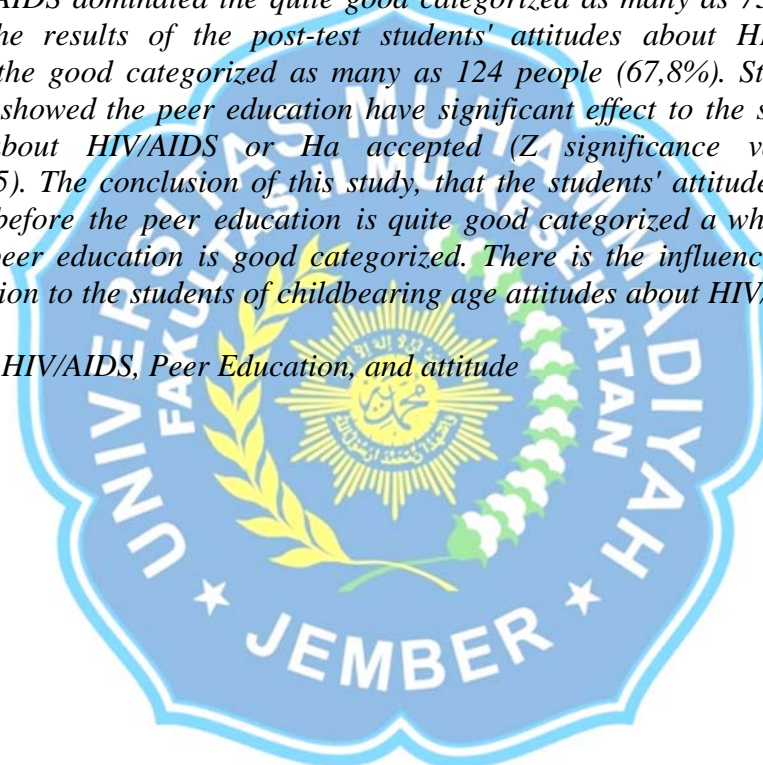 AIDS dominated the quite good categorized as many as 75
he results of the post-test students' attitudes about HI
the good categorized as many as 124 people (67,8%). St
showed the peer education have significant effect to the s
bout HIV/AIDS or Ha accepted (Z significance v
5). The conclusion of this study, that the students' attitude
before the peer education is quite good categorized a wh
peer education is good categorized. There is the influenc
ion to the students of childbearing age attitudes about HIV/
HIV/AIDS, Peer Education, and attitude
UNIVERSITAS MUHAMMADIYAH
FAKULTAS ILMU KESEHATAN
JEMBER